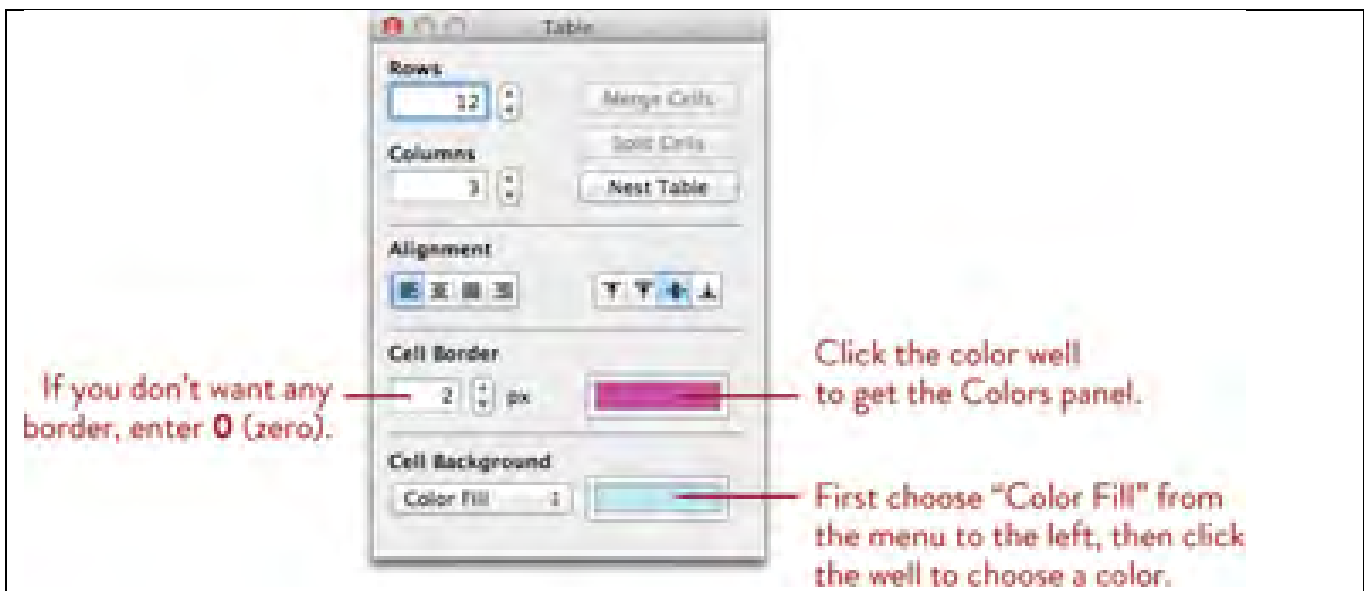 Table
Rows
12
Merge Cells
Split Cells
Columns
3
Nest Table
Alignment
Cell Border
2 px
Cell Background
Color Fill
If you don't want any
border, enter 0 (zero).
Click the color well
to get the Colors panel.
First choose “Color Fill” from
the menu to the left, then click
the well to choose a color.